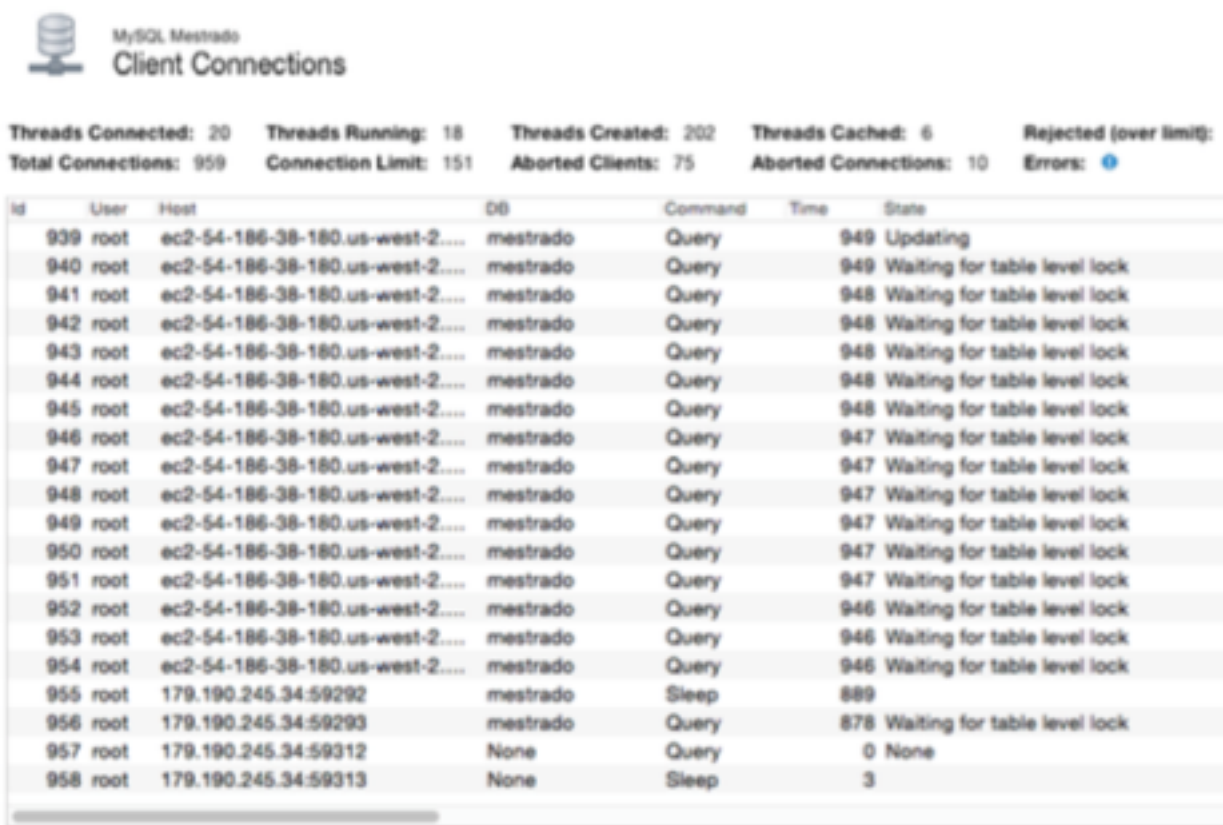 MySQL Mestrado
Client Connections
Threads Connected: 20 Threads Running: 18 Threads Created: 202 Threads Cached: 6 Rejected (over limit):
Total Connections: 959 Connection Limit: 151 Aborted Clients: 75 Aborted Connections: 10 Errors:
Id User Host DB Command Time State
939 root ec2-54-186-38-180.us-west-2.... mestrado Query 949 Updating
940 root ec2-54-186-38-180.us-west-2.... mestrado Query 949 Waiting for table level lock
941 root ec2-54-186-38-180.us-west-2.... mestrado Query 948 Waiting for table level lock
942 root ec2-54-186-38-180.us-west-2.... mestrado Query 948 Waiting for table level lock
943 root ec2-54-186-38-180.us-west-2.... mestrado Query 948 Waiting for table level lock
944 root ec2-54-186-38-180.us-west-2.... mestrado Query 948 Waiting for table level lock
945 root ec2-54-186-38-180.us-west-2.... mestrado Query 948 Waiting for table level lock
946 root ec2-54-186-38-180.us-west-2.... mestrado Query 947 Waiting for table level lock
947 root ec2-54-186-38-180.us-west-2.... mestrado Query 947 Waiting for table level lock
948 root ec2-54-186-38-180.us-west-2.... mestrado Query 947 Waiting for table level lock
949 root ec2-54-186-38-180.us-west-2.... mestrado Query 947 Waiting for table level lock
950 root ec2-54-186-38-180.us-west-2.... mestrado Query 947 Waiting for table level lock
951 root ec2-54-186-38-180.us-west-2.... mestrado Query 947 Waiting for table level lock
952 root ec2-54-186-38-180.us-west-2.... mestrado Query 946 Waiting for table level lock
953 root ec2-54-186-38-180.us-west-2.... mestrado Query 946 Waiting for table level lock
954 root ec2-54-186-38-180.us-west-2.... mestrado Query 946 Waiting for table level lock
955 root 179.190.245.34:59292 mestrado Sleep 889
956 root 179.190.245.34:59293 mestrado Query 878 Waiting for table level lock
957 root 179.190.245.34:59312 None Query 0 None
958 root 179.190.245.34:59313 None Sleep 3